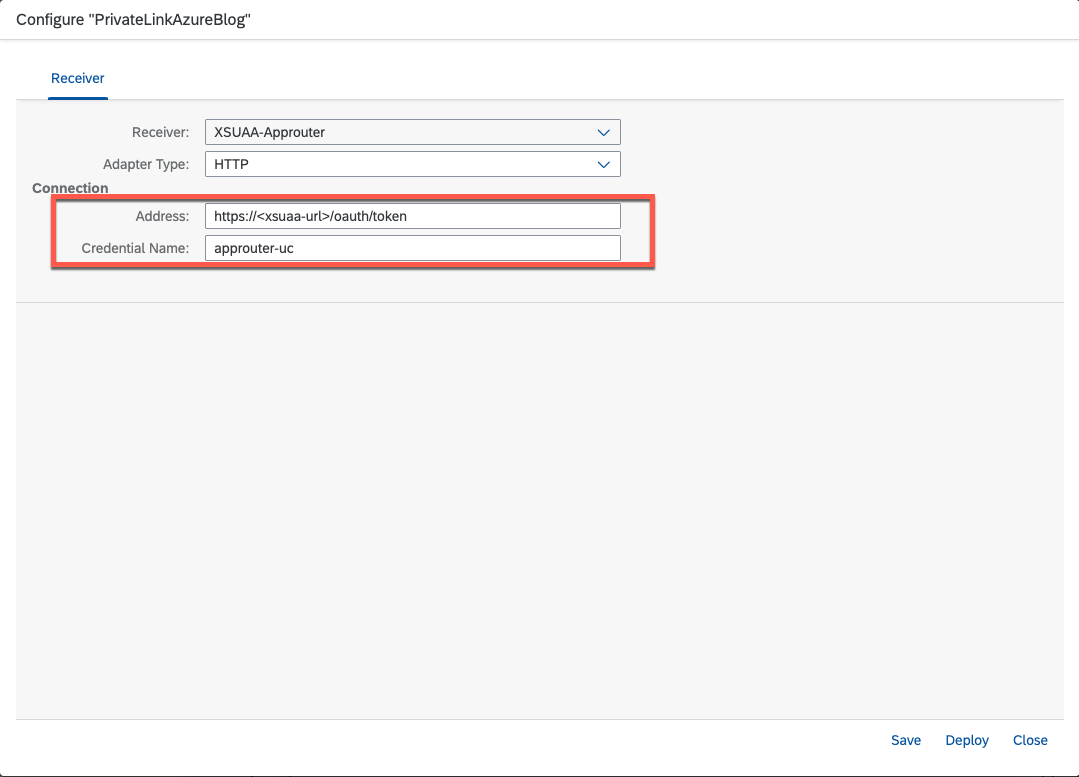 Configure "PrivateLinkAzureBlog"
Receiver
Receiver: XSUAA-Approuter
Adapter Type: HTTP
Connection
Address: https://<xsuaa-url>/oauth/token
Credential Name: approuter-uc
Save Deploy Close